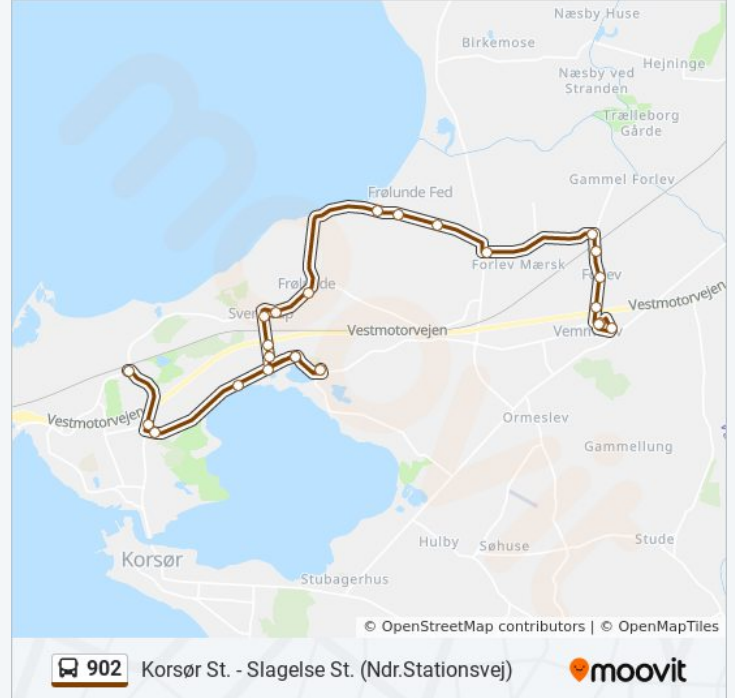 Næsby Huse
Birkemose
Hejninge
Næsby ved
Stranden
Trælleborg
Gårde
Gammel Forlev
Frølunde Fed
Forlev Mærsk
Vestmotorvejen
Vestmotorvejen
Vestmotorvejen
Ormeslev
Gammellung
Hulby
Søhuse
Stude
Korsør
Stubagerhus
© OpenStreetMap contributors | © OpenMapTiles
902 Korsør St. - Slagelse St. (Ndr.Stationsvej)
moovit